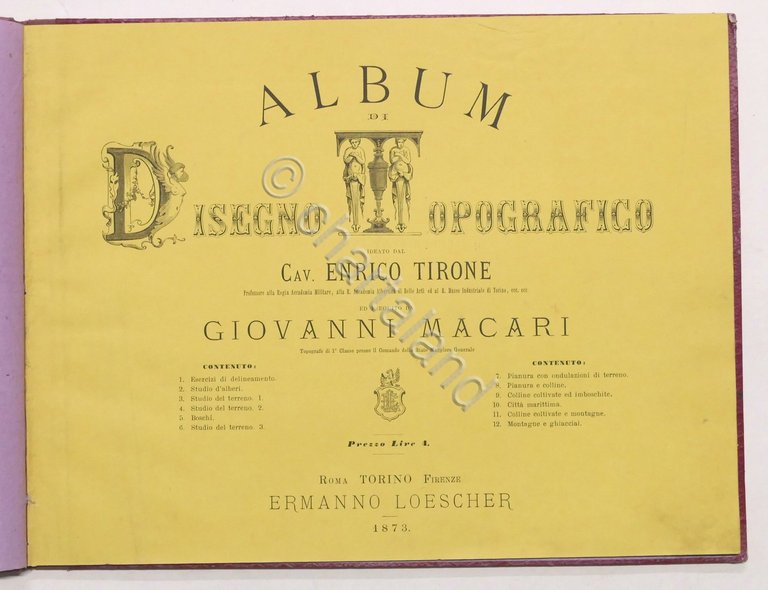 ALBUM
DI
DISEGNO TOPOGRAFICO
IDEATO DAL
CAV. ENRICO TIRONE
Professore alla Regia Accademia Militare, alla R. Accademia Albertina di Belle Arti ed al R. Museo Industriale di Torino, ecc. ecc.
ED
GIOVANNI MACARI
Topografo di 1ª Classe presso il Comando dello Stato Maggiore Generale
CONTENUTO:
1. Esercizi di delineamento.
2. Studio d'alberi.
3. Studio del terreno. 1.
4. Studio del terreno. 2.
5. Boschi.
6. Studio del terreno. 3.
CONTENUTO:
7. Pianura con ondulazioni di terreno.
8. Pianura e colline.
9. Colline coltivate ed imboschite.
10. Città marittima.
11. Colline coltivate e montagne.
12. Montagne e ghiacciai.
Prezzo Lire 4.
ROMA TORINO FIRENZE
ERMANNO LOESCHER
1873.
© chartaland